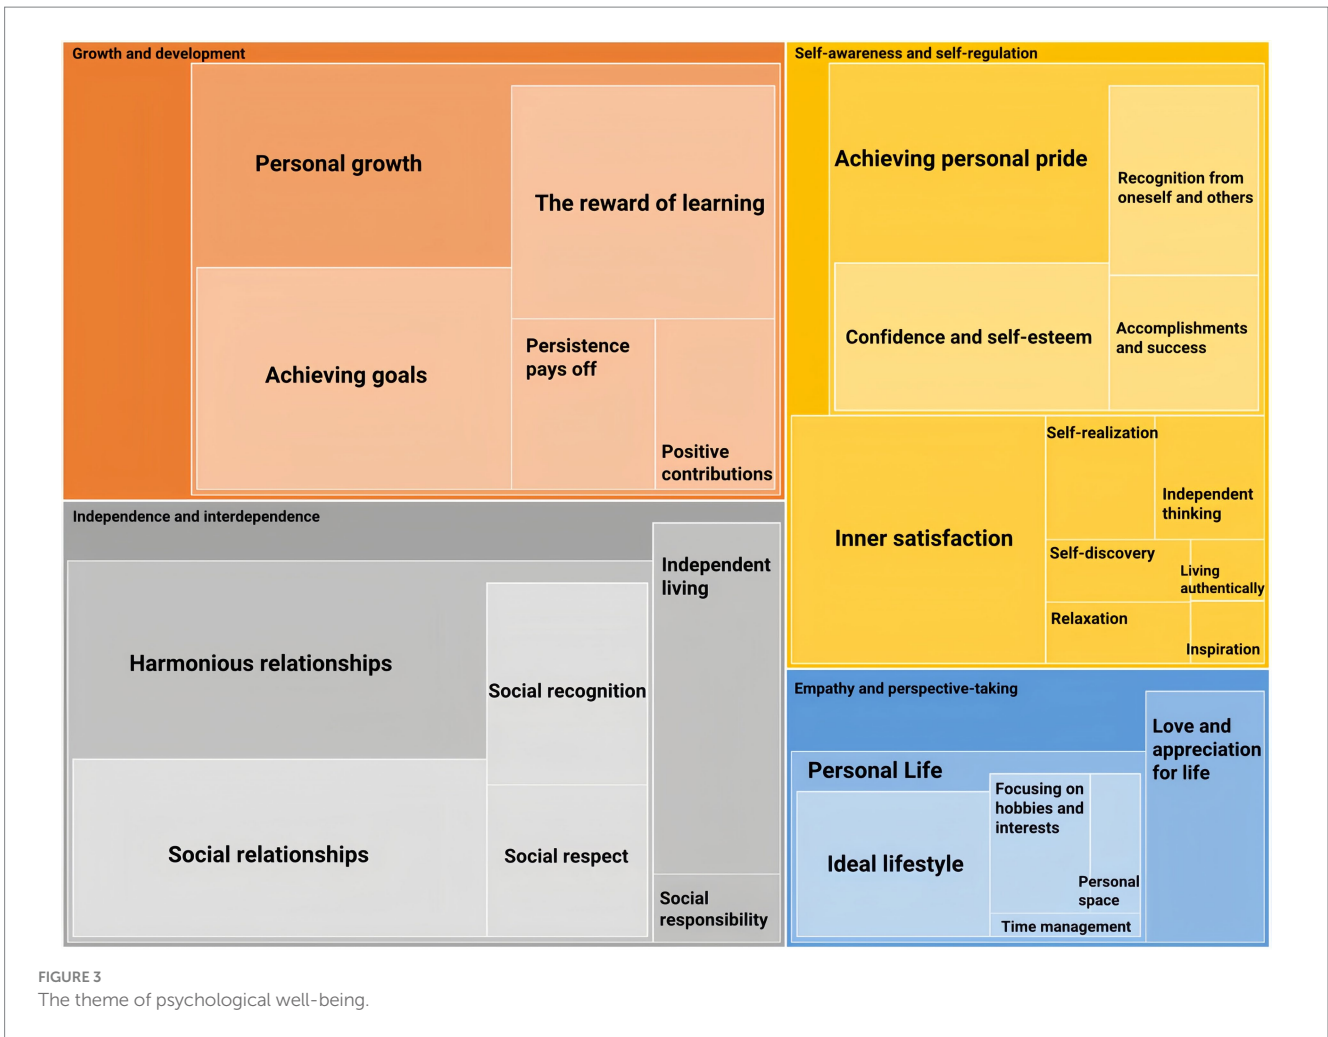 Growth and development
Personal growth
The reward of learning
Achieving goals
Persistence
pays off
Positive
contributions
Self-awareness and self-regulation
Achieving personal pride
Recognition from
oneself and others
Confidence and self-esteem
Accomplishments
and success
Inner satisfaction
Self-realization
Independent
thinking
Self-discovery
Living
authentically
Relaxation
Inspiration
Independence and interdependence
Harmonious relationships
Social recognition
Social relationships
Social respect
Independent
living
Social
responsibility
Empathy and perspective-taking
Personal Life
Ideal lifestyle
Focusing on
hobbies and
interests
Personal
space
Time management
Love and
appreciation
for life
FIGURE 3
The theme of psychological well-being.